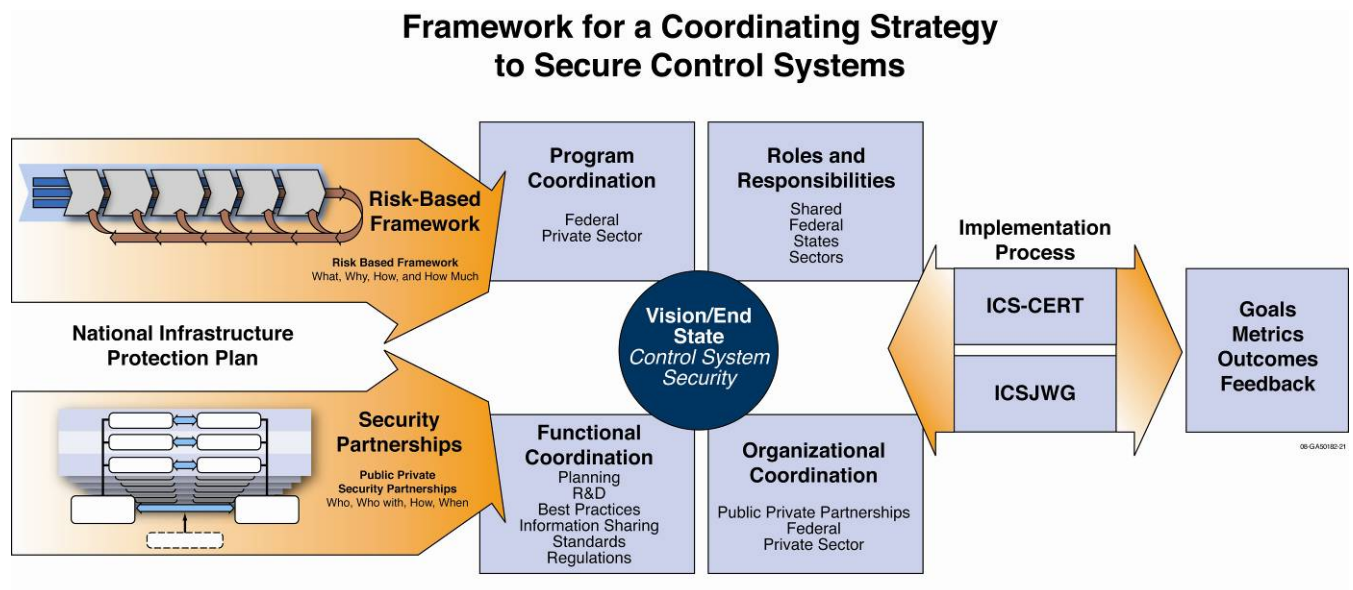 Framework for a Coordinating Strategy
to Secure Control Systems
Risk-Based
Framework
Risk Based Framework
What, Why, How, and How Much
National Infrastructure
Protection Plan
Security
Partnerships
Public Private
Security Partnerships
Who, Who with, How, When
Program
Coordination
Federal
Private Sector
Roles and
Responsibilities
Shared
Federal
States
Sectors
Vision/End
State
Control System
Security
Functional
Coordination
Planning
R&D
Best Practices
Information Sharing
Standards
Regulations
Organizational
Coordination
Public Private Partnerships
Federal
Private Sector
Implementation
Process
ICS-CERT
ICSJWG
Goals
Metrics
Outcomes
Feedback
08-GA50182-21